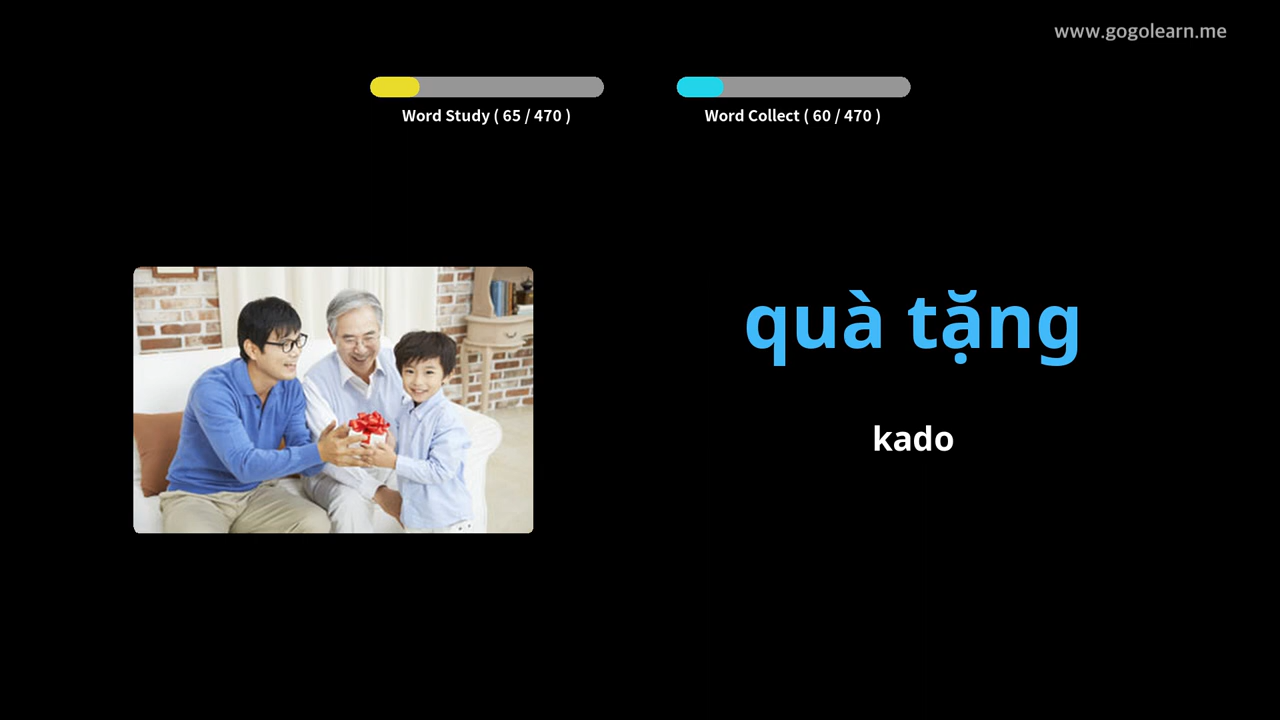 www.gogolearn.me
Word Study ( 65 / 470 )
Word Collect ( 60 / 470 )
quà tặng
kado